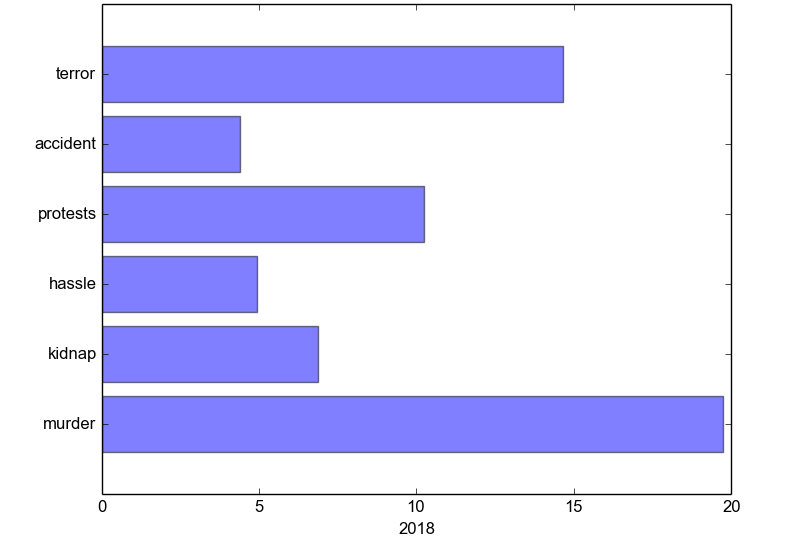 terror
accident
protests
hassle
kidnap
murder
0 5 10 15 20
2018